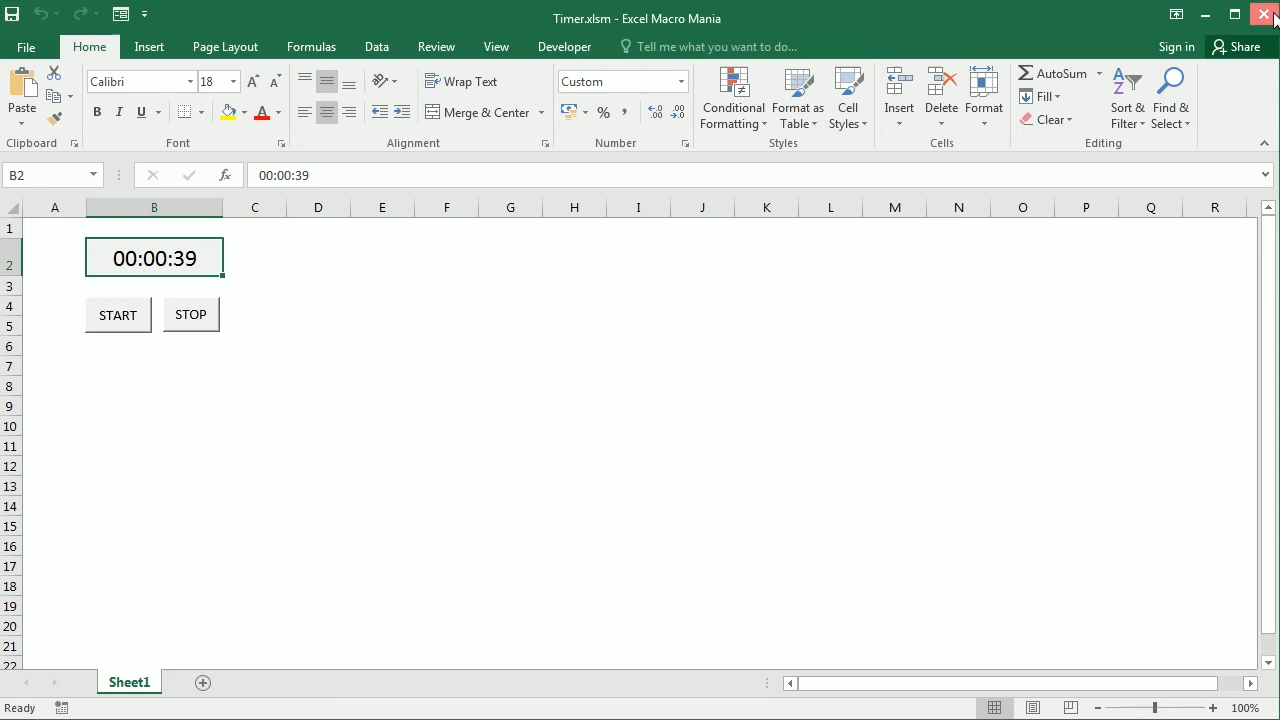 Timer.xlsm - Excel Macro Mania
File Home Insert Page Layout Formulas Data Review View Developer Tell me what you want to do... Sign in Share
Paste
Calibri 18
B I U
A
Wrap Text
Merge & Center
Custom
% ,
Conditional Formatting
Format as Table
Cell Styles
Insert Delete Format
AutoSum
Fill
Clear
Sort & Filter
Find & Select
Clipboard Font Alignment Number Styles Cells Editing
B2 fx 00:00:39
A B C D E F G H I J K L M N O P Q R
1
2 00:00:39
3
4 START STOP
5
6
7
8
9
10
11
12
13
14
15
16
17
18
19
20
21
22
Sheet1
Ready 100%